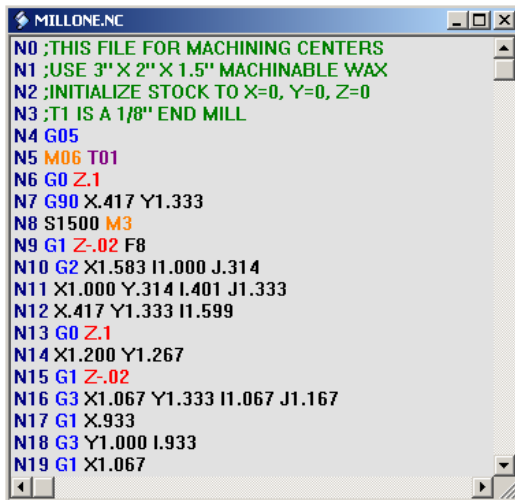 MILLONE.NC
N0 ;THIS FILE FOR MACHINING CENTERS
N1 ;USE 3" X 2" X 1.5" MACHINABLE WAX
N2 ;INITIALIZE STOCK TO X=0, Y=0, Z=0
N3 ;T1 IS A 1/8" END MILL
N4 G05
N5 M06 T01
N6 G0 Z.1
N7 G90 X.417 Y1.333
N8 S1500 M3
N9 G1 Z-.02 F8
N10 G2 X1.583 I1.000 J.314
N11 X1.000 Y.314 I.401 J1.333
N12 X.417 Y1.333 I1.599
N13 G0 Z.1
N14 X1.200 Y1.267
N15 G1 Z-.02
N16 G3 X1.067 Y1.333 I1.067 J1.167
N17 G1 X.933
N18 G3 Y1.000 I.933
N19 G1 X1.067